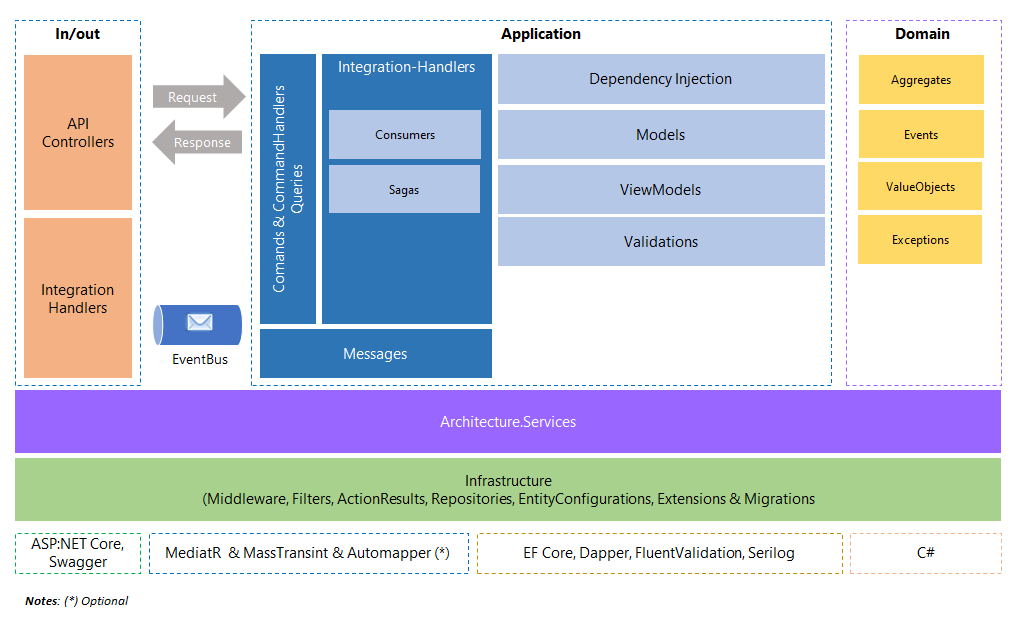 In/out
API
Controllers
Integration
Handlers
Request
Response
EventBus
Application
Comands & CommandHandlers
Queries
Integration-Handlers
Consumers
Sagas
Messages
Dependency Injection
Models
ViewModels
Validations
Domain
Aggregates
Events
ValueObjects
Exceptions
Architecture.Services
Infrastructure
(Middleware, Filters, ActionResults, Repositories, EntityConfigurations, Extensions & Migrations
ASP:NET Core,
Swagger
MediatR & MassTransint & Automapper (*)
EF Core, Dapper, FluentValidation, Serilog
C#
Notes: (*) Optional